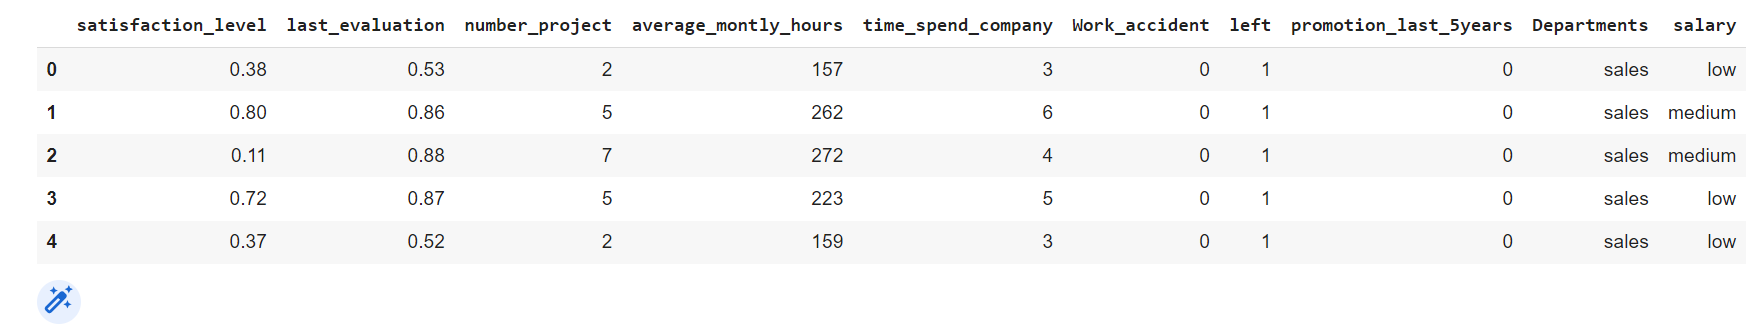 satisfaction_level last_evaluation number_project average_montly_hours time_spend_company Work_accident left promotion_last_5years Departments salary
0 0.38 0.53 2 157 3 0 1 0 sales low
1 0.80 0.86 5 262 6 0 1 0 sales medium
2 0.11 0.88 7 272 4 0 1 0 sales medium
3 0.72 0.87 5 223 5 0 1 0 sales low
4 0.37 0.52 2 159 3 0 1 0 sales low